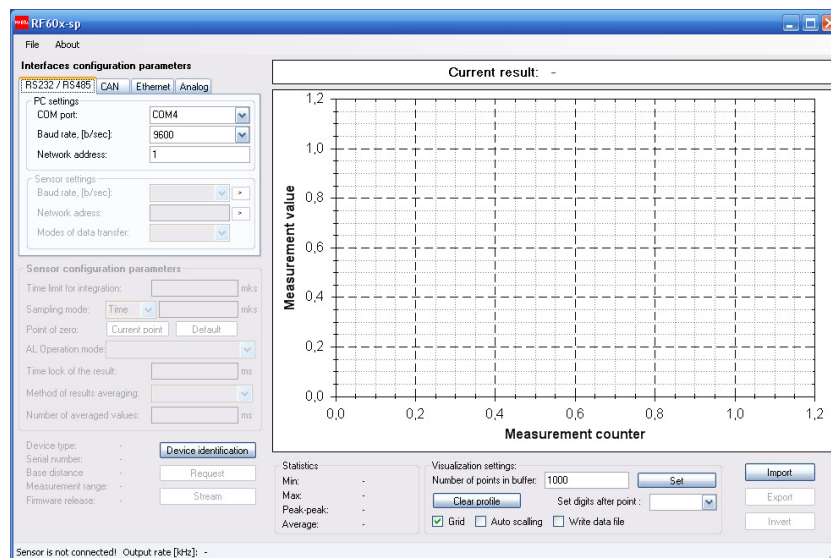 RF60x-sp
File About
Interfaces configuration parameters
RS232 / RS485 CAN Ethernet Analog
PC settings
COM port: COM4
Baud rate, [b/sec]: 9600
Network address: 1
Sensor settings
Baud rate, [b/sec]: >
Network adress: >
Modes of data transfer:
Sensor configuration parameters
Time limit for integration: mks
Sampling mode: Time mks
Point of zero: Current point Default
AL Operation mode:
Time lock of the result: ms
Method of results averaging:
Number of averaged values: ms
Device type: -
Serial number: -
Base distance -
Measurement range: -
Firmware release: -
Device identification
Request
Stream
Current result: -
Measurement value
1,2
1,0
0,8
0,6
0,4
0,2
0,0
0,0 0,2 0,4 0,6 0,8 1,0 1,2
Measurement counter
Statistics
Min: -
Max: -
Peak-peak: -
Average: -
Visualization settings:
Number of points in buffer: 1000 Set
Clear profile Set digits after point :
Grid Auto scalling Write data file
Import
Export
Invert
Sensor is not connected! Output rate [kHz]: -